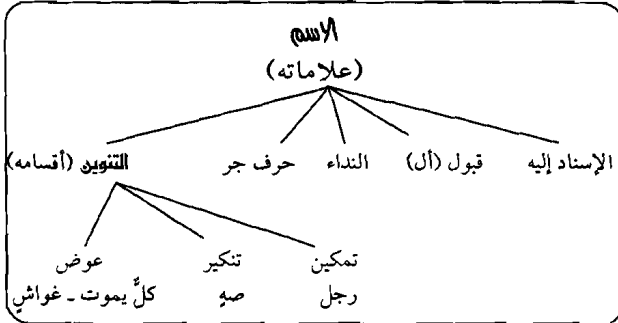 الاسم
(علاماته)
الإسناد إليه قبول (أل) النداء حرف جر التنوين (أقسامه)
تمكين تنكير عوض
رجل صهٍ كلٌّ يموت ـ غواشٍ